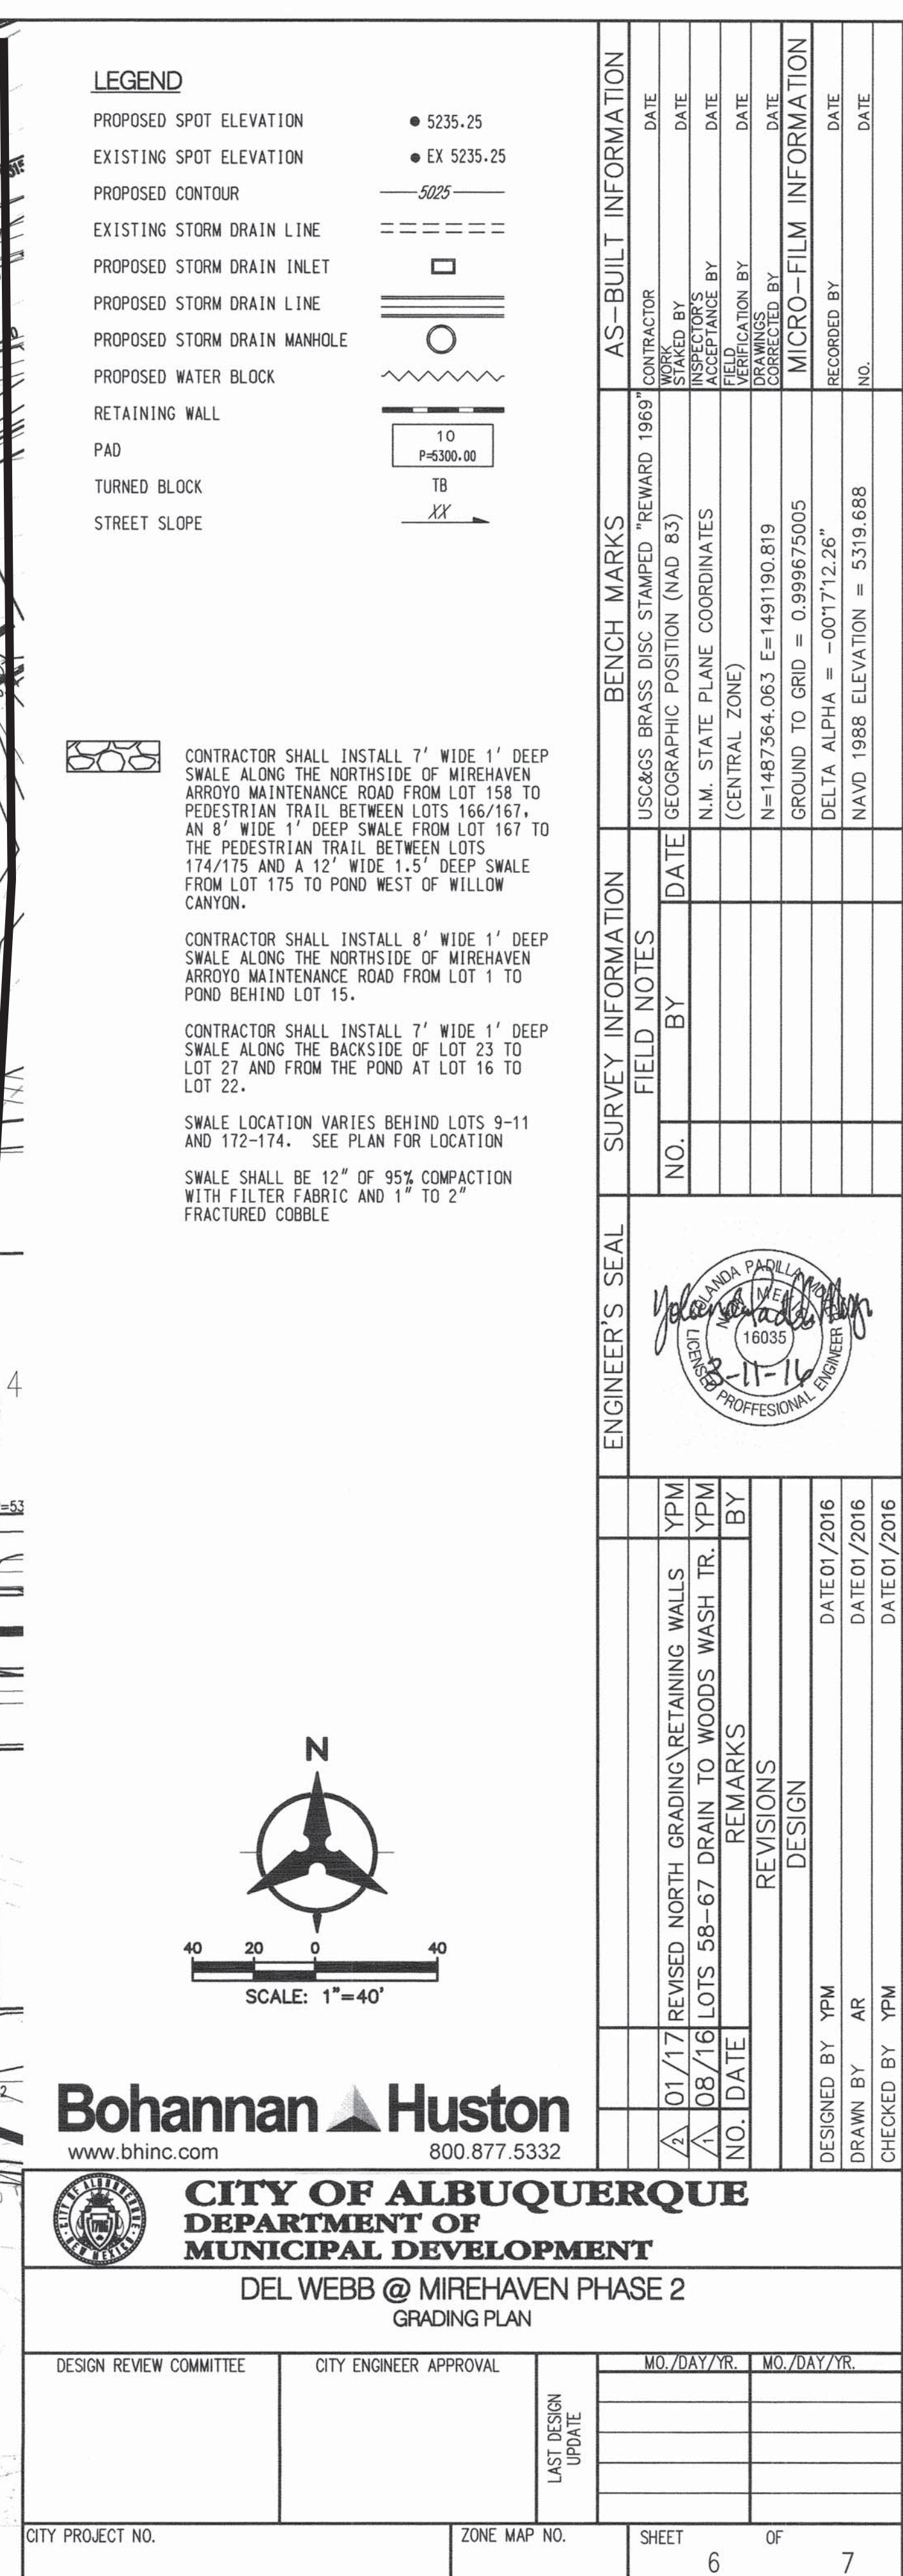 LEGEND
PROPOSED SPOT ELEVATION ● 5235.25
EXISTING SPOT ELEVATION ● EX 5235.25
PROPOSED CONTOUR 5025
EXISTING STORM DRAIN LINE
PROPOSED STORM DRAIN INLET
PROPOSED STORM DRAIN LINE
PROPOSED STORM DRAIN MANHOLE
PROPOSED WATER BLOCK
RETAINING WALL
PAD 10 P=5300.00
TURNED BLOCK TB
STREET SLOPE XX
CONTRACTOR SHALL INSTALL 7' WIDE 1' DEEP
SWALE ALONG THE NORTHSIDE OF MIREHAVEN
ARROYO MAINTENANCE ROAD FROM LOT 158 TO
PEDESTRIAN TRAIL BETWEEN LOTS 166/167,
AN 8' WIDE 1' DEEP SWALE FROM LOT 167 TO
THE PEDESTRIAN TRAIL BETWEEN LOTS
174/175 AND A 12' WIDE 1.5' DEEP SWALE
FROM LOT 175 TO POND WEST OF WILLOW
CANYON.
CONTRACTOR SHALL INSTALL 8' WIDE 1' DEEP
SWALE ALONG THE NORTHSIDE OF MIREHAVEN
ARROYO MAINTENANCE ROAD FROM LOT 1 TO
POND BEHIND LOT 15.
CONTRACTOR SHALL INSTALL 7' WIDE 1' DEEP
SWALE ALONG THE BACKSIDE OF LOT 23 TO
LOT 27 AND FROM THE POND AT LOT 16 TO
LOT 22.
SWALE LOCATION VARIES BEHIND LOTS 9-11
AND 172-174. SEE PLAN FOR LOCATION
SWALE SHALL BE 12" OF 95% COMPACTION
WITH FILTER FABRIC AND 1" TO 2"
FRACTURED COBBLE
4
=53
2
N
40 20 0 40
SCALE: 1"=40'
Bohannan Huston
www.bhinc.com 800.877.5332
AS-BUILT INFORMATION
CONTRACTOR DATE
WORK
STAKED BY DATE
INSPECTOR'S
ACCEPTANCE BY DATE
FIELD
VERIFICATION BY DATE
DRAWINGS
CORRECTED BY DATE
MICRO-FILM INFORMATION
RECORDED BY DATE
NO. DATE
BENCH MARKS
USC&GS BRASS DISC STAMPED "REWARD 1969"
GEOGRAPHIC POSITION (NAD 83)
N.M. STATE PLANE COORDINATES
(CENTRAL ZONE)
N=1487364.063 E=1491190.819
GROUND TO GRID = 0.999675005
DELTA ALPHA = -00°17'12.26"
NAVD 1988 ELEVATION = 5319.688
SURVEY INFORMATION
FIELD NOTES
NO. BY DATE
ENGINEER'S SEAL
YOLANDA PADILLA
NEW MEXICO
16035
LICENSED PROFFESIONAL ENGINEER
3-11-16
2 01/17 REVISED NORTH GRADING\RETAINING WALLS YPM
1 08/16 LOTS 58-67 DRAIN TO WOODS WASH TR. YPM
NO. DATE REMARKS BY
REVISIONS
DESIGN
DESIGNED BY YPM DATE 01/2016
DRAWN BY AR DATE 01/2016
CHECKED BY YPM DATE 01/2016
CITY OF ALBUQUERQUE
NEW MEXICO
1706
CITY OF ALBUQUERQUE
DEPARTMENT OF
MUNICIPAL DEVELOPMENT
DEL WEBB @ MIREHAVEN PHASE 2
GRADING PLAN
DESIGN REVIEW COMMITTEE CITY ENGINEER APPROVAL
LAST DESIGN
UPDATE
MO./DAY/YR. MO./DAY/YR.
CITY PROJECT NO. ZONE MAP NO. SHEET OF
6 7